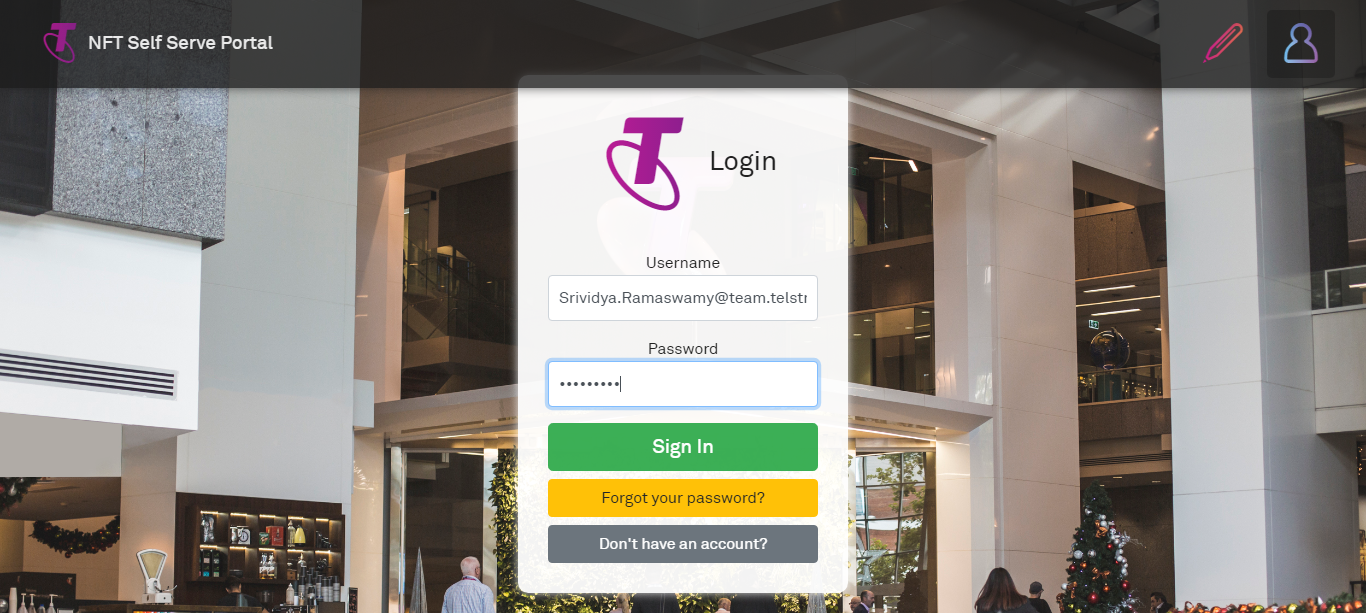 NFT Self Serve Portal
Login
Username
Srividya.Ramaswamy@team.telstr
Password
Sign In
Forgot your password?
Don't have an account?